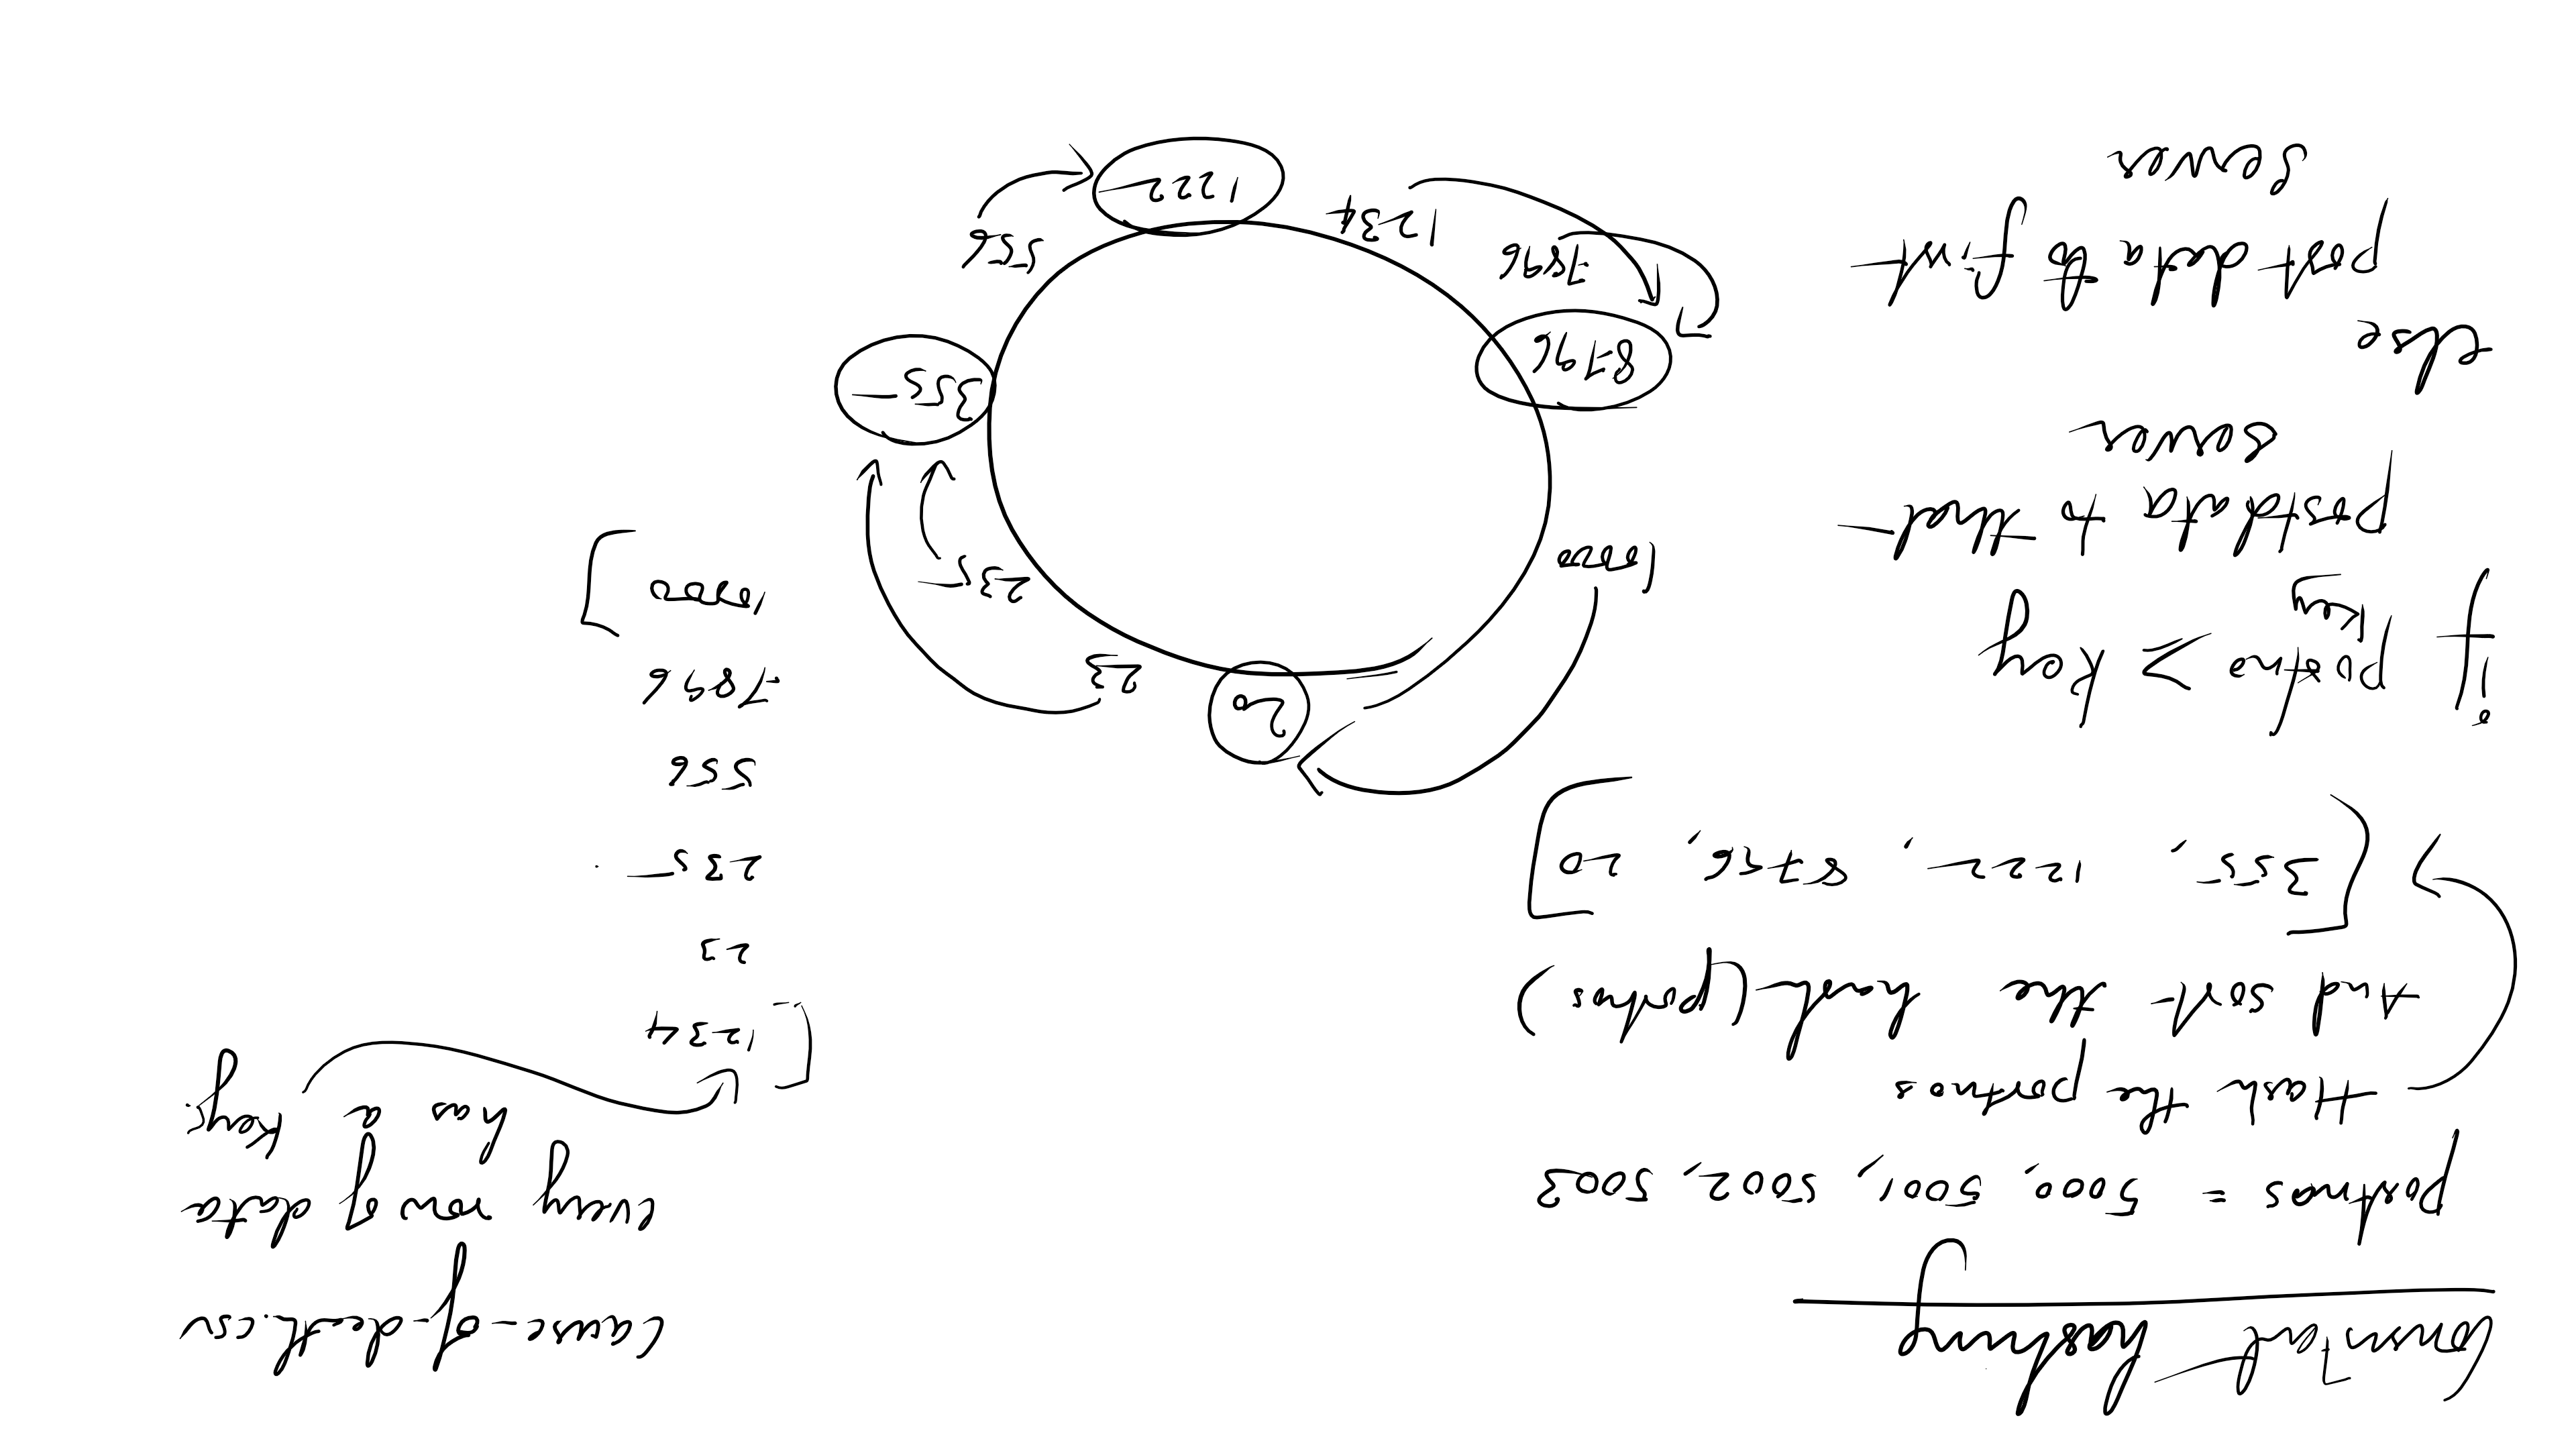 Consistent hashing
portnos = 5000, 5001, 5002, 5003
Hash the portnos
And sort the hash (portnos)
[355, 1222, 8796, 20]
if portno key >= key
postdata to that
server
else
post data to first
server
20
10000
23
235
8796
355
7896
1234
556
1222
cause-of-death.csv
every row of data
has a key.
[1234
23
235
556
7896
10000]